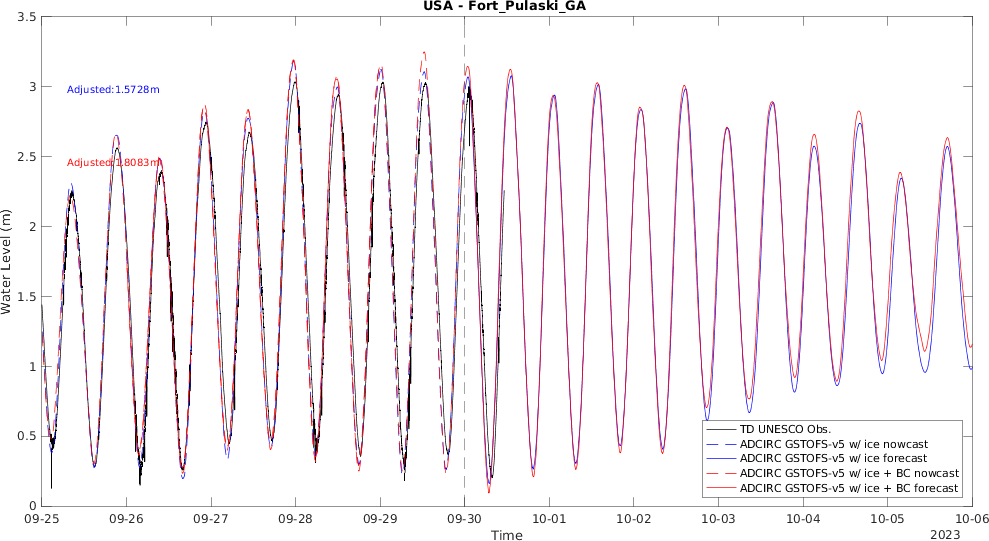 USA - Fort_Pulaski_GA
3.5
3
2.5
2
1.5
1
0.5
0
Water Level (m)
Adjusted:1.5728m
Adjusted:1.8083m
TD UNESCO Obs.
ADCIRC GSTOFS-v5 w/ ice nowcast
ADCIRC GSTOFS-v5 w/ ice forecast
ADCIRC GSTOFS-v5 w/ ice + BC nowcast
ADCIRC GSTOFS-v5 w/ ice + BC forecast
09-25 09-26 09-27 09-28 09-29 09-30 10-01 10-02 10-03 10-04 10-05 10-06
Time
2023